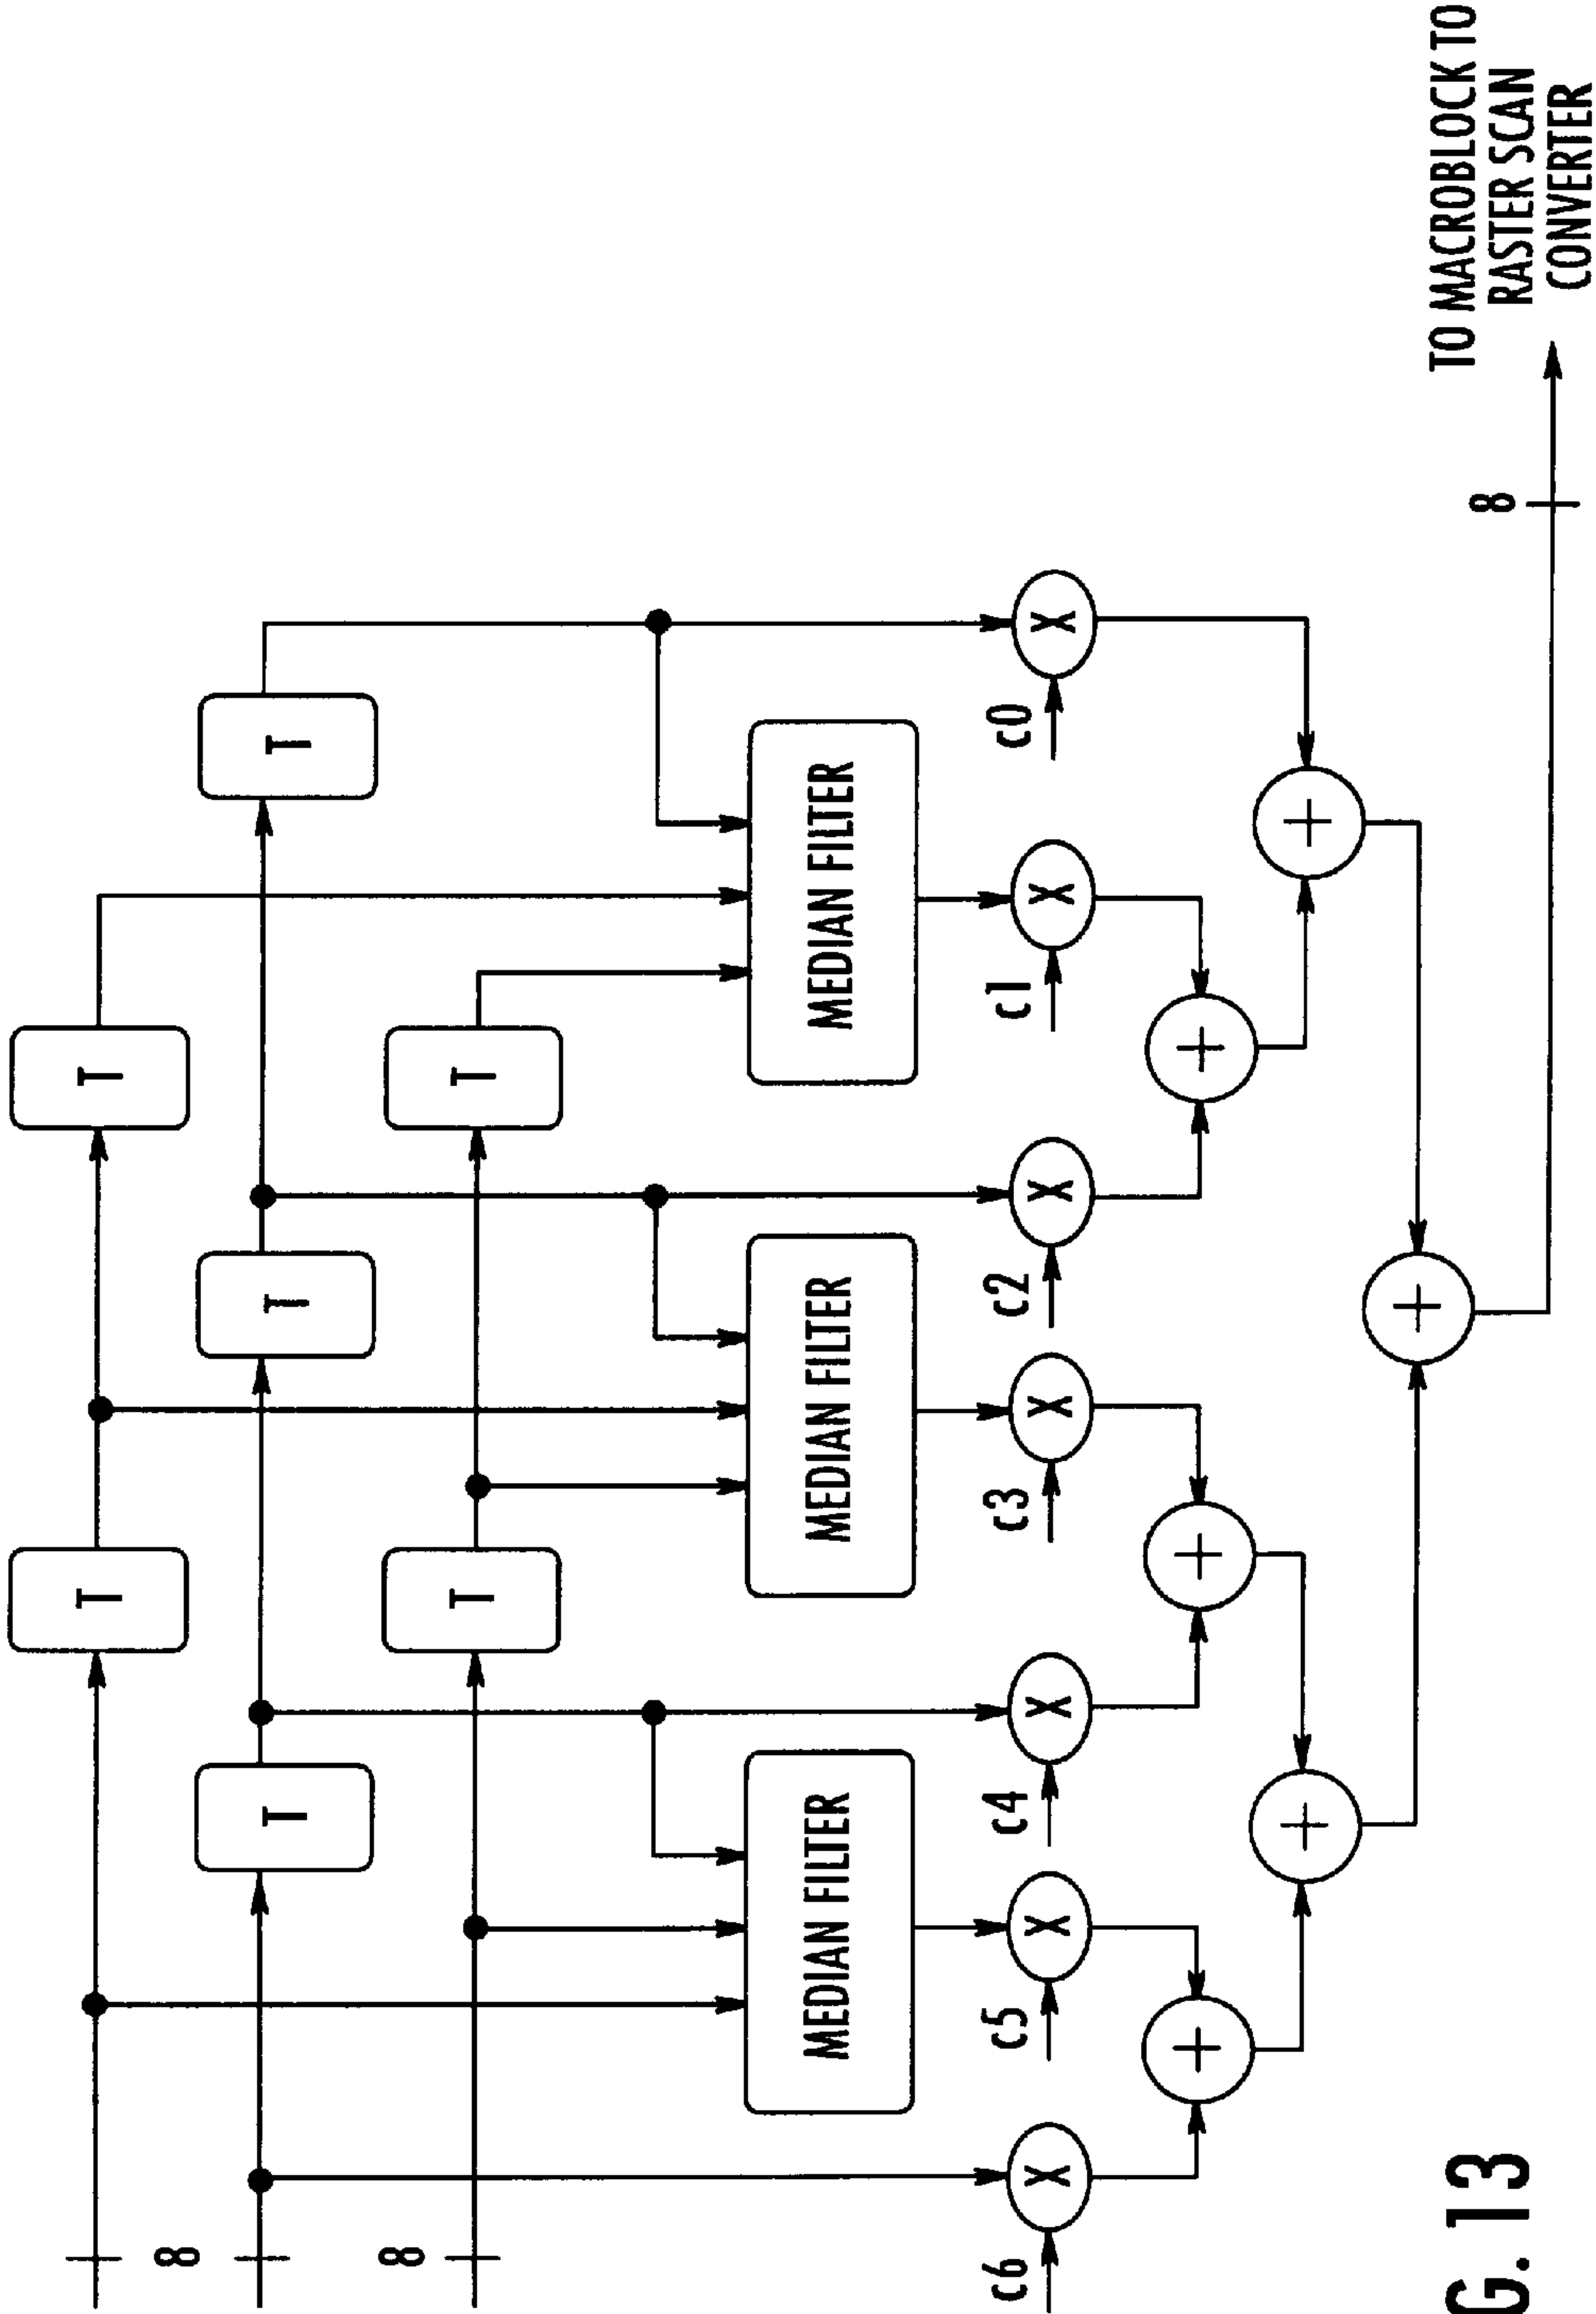 T T
8
T T T
8
T T
MEDIAN FILTER
MEDIAN FILTER
MEDIAN FILTER
c6 c5 c4 c3 c2 c1 c0
X X X X X X X
+ + +
+ +
+
8
TO MACROBLOCK TO
RASTER SCAN
CONVERTER
G. 13